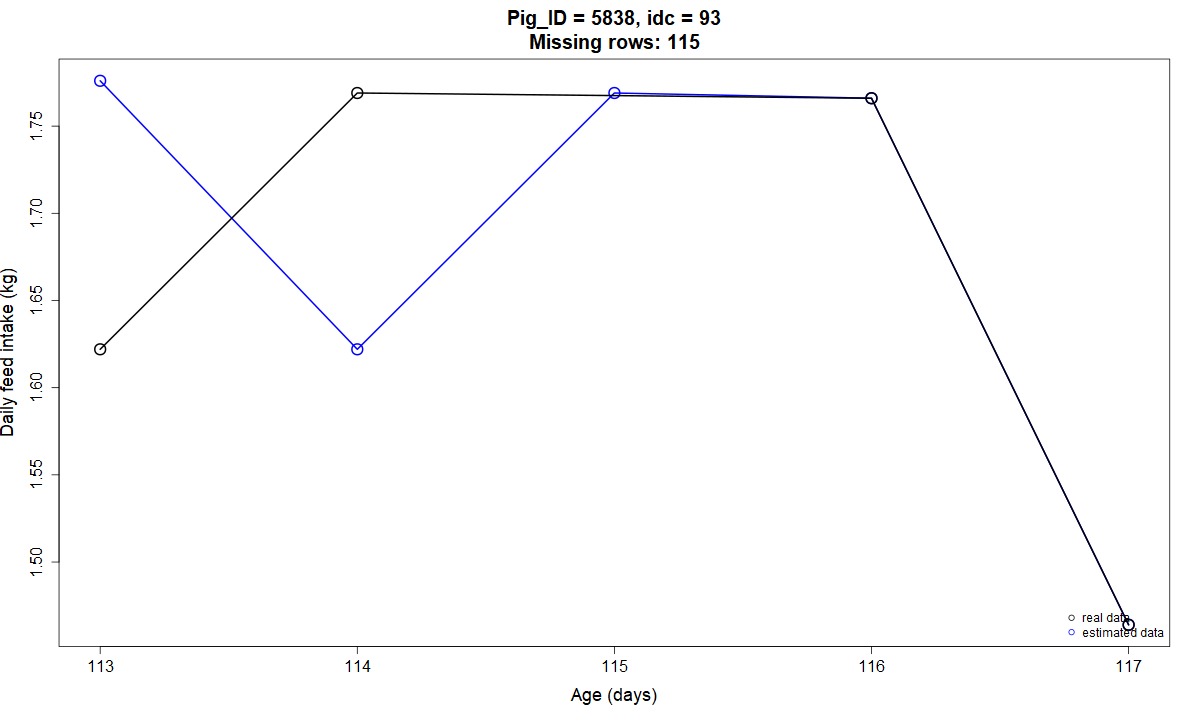 Pig_ID = 5838, idc = 93
Missing rows: 115
Daily feed intake (kg)
1.75
1.70
1.65
1.60
1.55
1.50
real data
estimated data
113
114
115
116
117
Age (days)